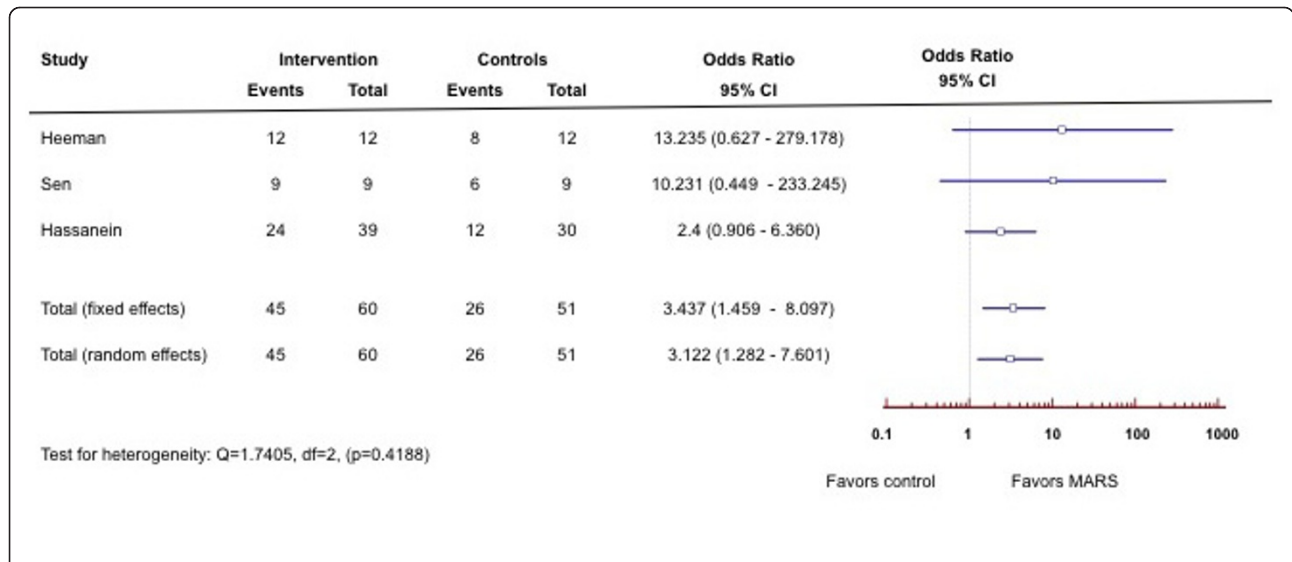 Study Intervention Controls Odds Ratio Odds Ratio
Events Total Events Total 95% CI 95% CI
Heeman 12 12 8 12 13.235 (0.627 - 279.178)
Sen 9 9 6 9 10.231 (0.449 - 233.245)
Hassanein 24 39 12 30 2.4 (0.906 - 6.360)
Total (fixed effects) 45 60 26 51 3.437 (1.459 - 8.097)
Total (random effects) 45 60 26 51 3.122 (1.282 - 7.601)
0.1 1 10 100 1000
Test for heterogeneity: Q=1.7405, df=2, (p=0.4188)
Favors control Favors MARS